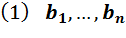 (1) b₁, …, bₙ